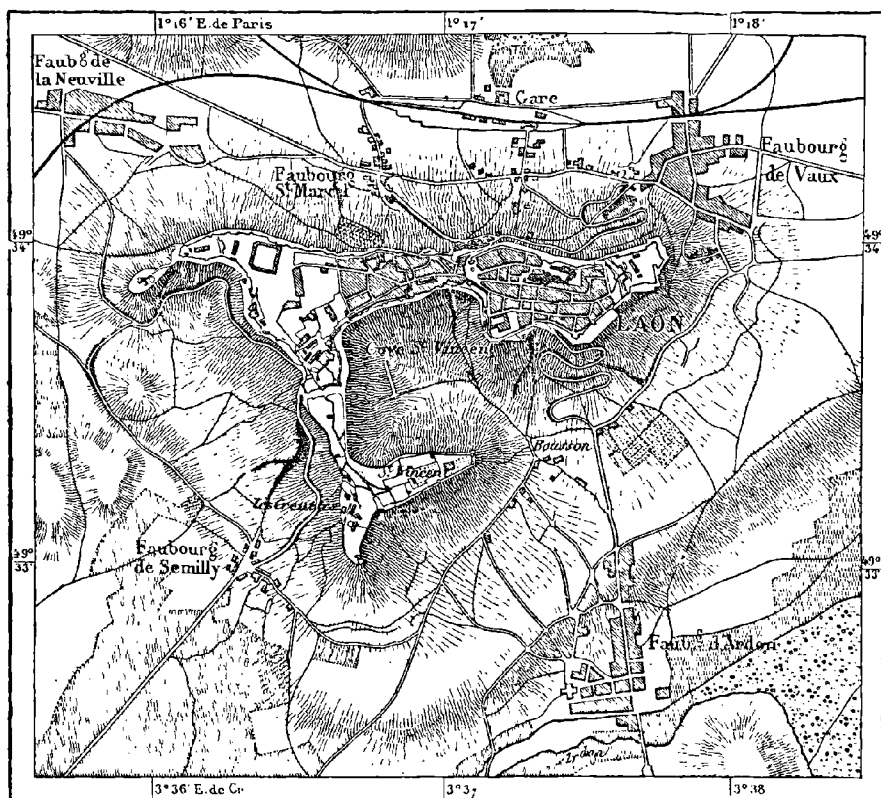 1° 16' E. de Paris
1° 17'
1° 18'
Faubg de
la Neuville
Gare
Faubourg
de Vaux
Faubourg
St Marcel
49°
34'
49°
34'
LAON
Cuve St Vincent
Bousson
St Vincent
Faubourg
de Semilly
49°
33'
49°
33'
Faubg d'Ardon
3° 36' E. de Gr.
3° 37
3° 38